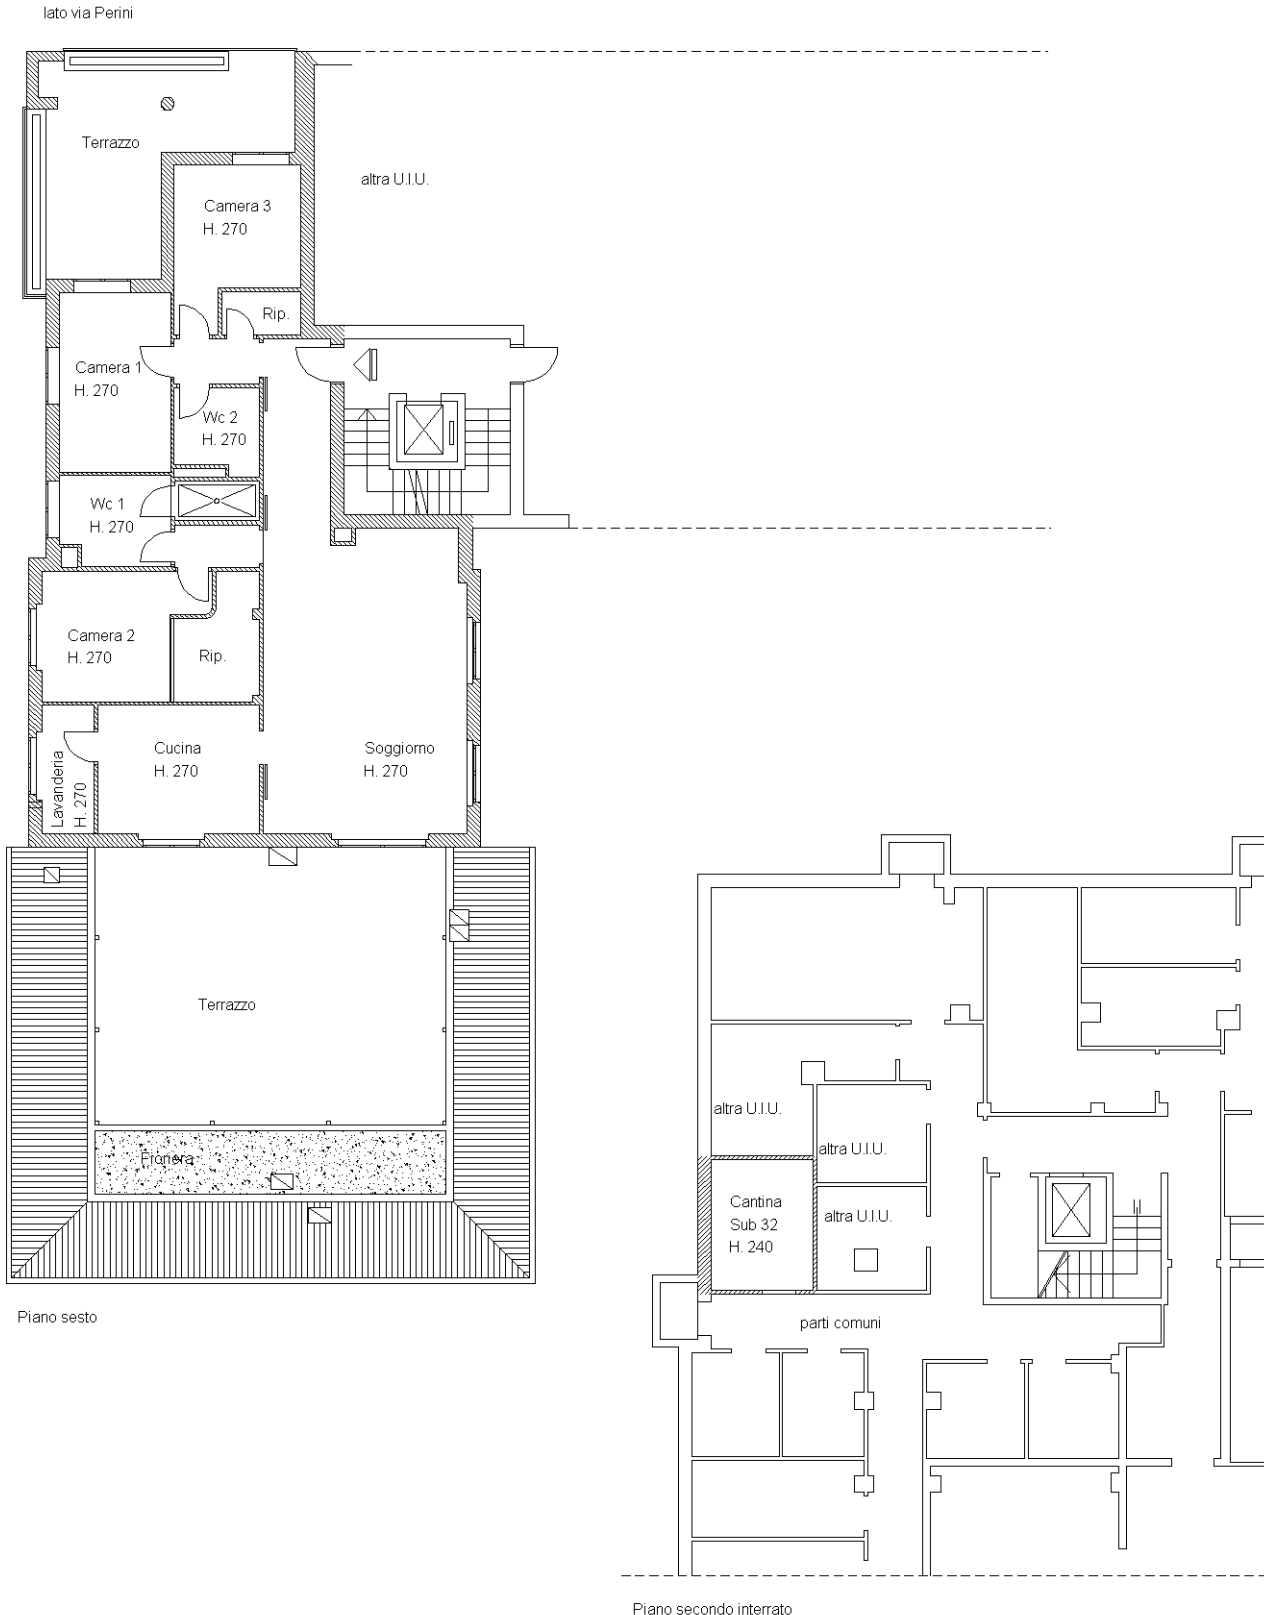 lato via Perini
Terrazzo
altra U.I.U.
Camera 3
H. 270
Rip.
Camera 1
H. 270
Wc 2
H. 270
Wc 1
H. 270
Camera 2
H. 270
Rip.
Cucina
H. 270
Soggiorno
H. 270
Lavanderia
H. 270
Terrazzo
Fioriera
Piano sesto
altra U.I.U.
altra U.I.U.
Cantina
Sub 32
H. 240
altra U.I.U.
parti comuni
Piano secondo interrato